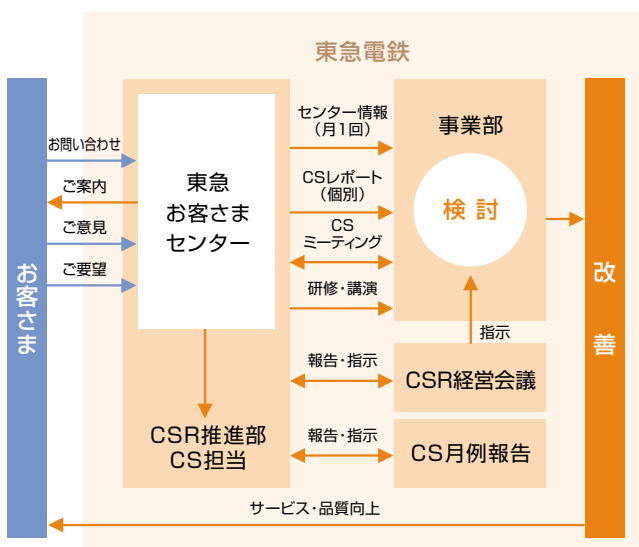 東急電鉄
お客さま
お問い合わせ
ご案内
ご意見
ご要望
東急
お客さま
センター
CSR推進部
CS担当
センター情報
(月1回)
CSレポート
(個別)
CS
ミーティング
研修・講演
報告・指示
報告・指示
事業部
検討
指示
CSR経営会議
CS月例報告
改善
サービス・品質向上